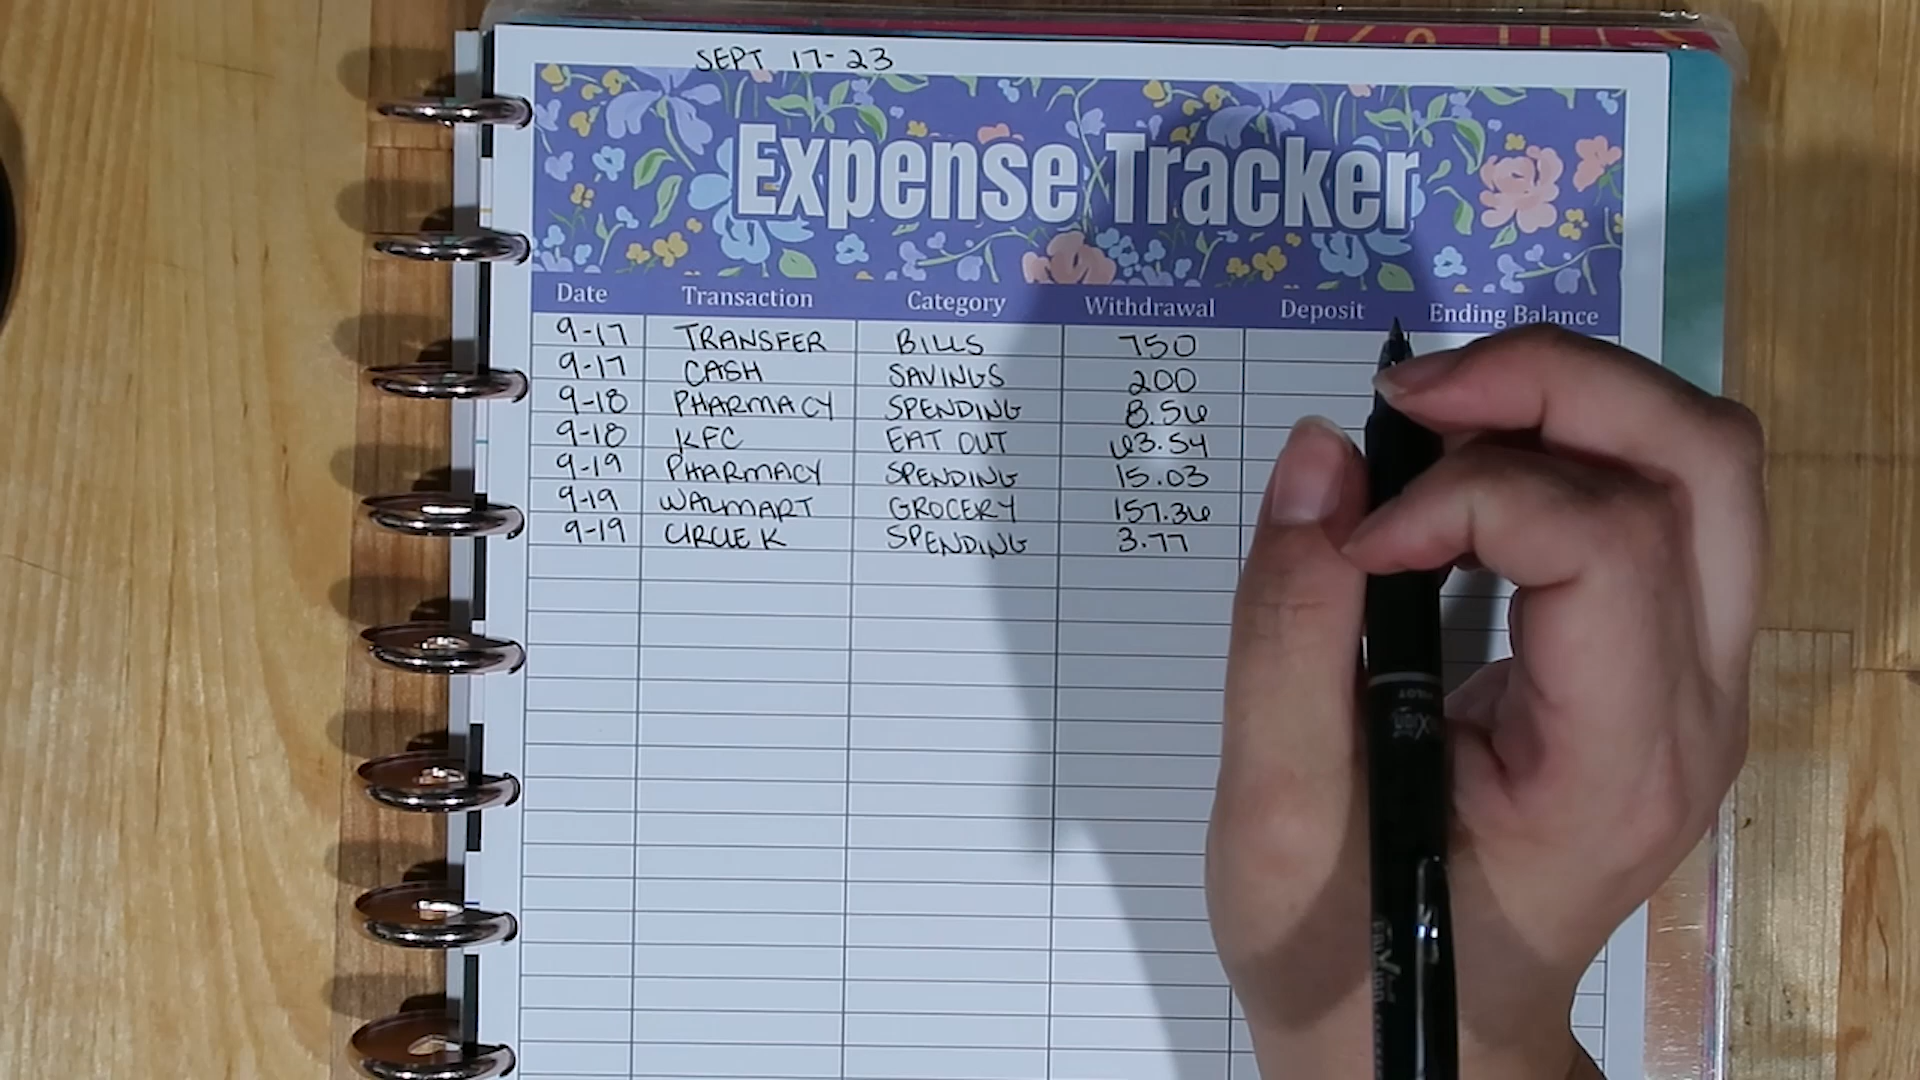 SEPT 17-23
Expense Tracker
Date Transaction Category Withdrawal Deposit Ending Balance
9-17 TRANSFER BILLS 750
9-17 CASH SAVINGS 200
9-18 PHARMACY SPENDING 8.56
9-18 KFC EAT OUT 63.54
9-19 PHARMACY SPENDING 15.03
9-19 WALMART GROCERY 157.36
9-19 CIRCLE K SPENDING 3.77
PILOT